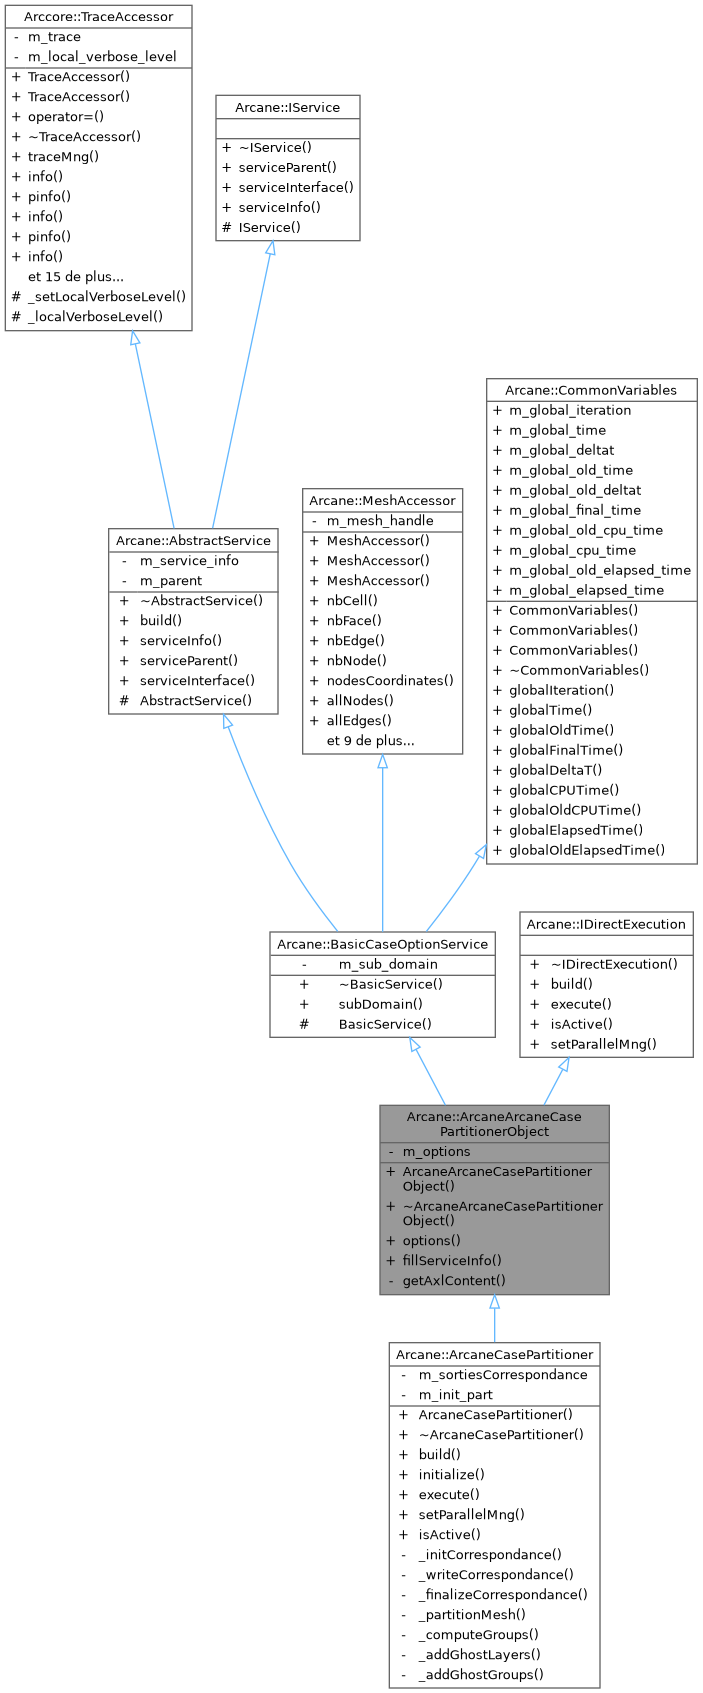 Arccore::TraceAccessor
- m_trace
- m_local_verbose_level
+ TraceAccessor()
+ TraceAccessor()
+ operator=()
+ ~TraceAccessor()
+ traceMng()
+ info()
+ pinfo()
+ info()
+ pinfo()
+ info()
et 15 de plus...
# _setLocalVerboseLevel()
# _localVerboseLevel()
Arcane::IService
+ ~IService()
+ serviceParent()
+ serviceInterface()
+ serviceInfo()
# IService()
Arcane::CommonVariables
+ m_global_iteration
+ m_global_time
+ m_global_deltat
+ m_global_old_time
+ m_global_old_deltat
+ m_global_final_time
+ m_global_old_cpu_time
+ m_global_cpu_time
+ m_global_old_elapsed_time
+ m_global_elapsed_time
+ CommonVariables()
+ CommonVariables()
+ CommonVariables()
+ ~CommonVariables()
+ globalIteration()
+ globalTime()
+ globalOldTime()
+ globalFinalTime()
+ globalDeltaT()
+ globalCPUTime()
+ globalOldCPUTime()
+ globalElapsedTime()
+ globalOldElapsedTime()
Arcane::MeshAccessor
- m_mesh_handle
+ MeshAccessor()
+ MeshAccessor()
+ MeshAccessor()
+ nbCell()
+ nbFace()
+ nbEdge()
+ nbNode()
+ nodesCoordinates()
+ allNodes()
+ allEdges()
et 9 de plus...
Arcane::AbstractService
- m_service_info
- m_parent
+ ~AbstractService()
+ build()
+ serviceInfo()
+ serviceParent()
+ serviceInterface()
# AbstractService()
Arcane::BasicCaseOptionService
- m_sub_domain
+ ~BasicService()
+ subDomain()
# BasicService()
Arcane::IDirectExecution
+ ~IDirectExecution()
+ build()
+ execute()
+ isActive()
+ setParallelMng()
Arcane::ArcaneArcaneCase
PartitionerObject
- m_options
+ ArcaneArcaneCasePartitioner
Object()
+ ~ArcaneArcaneCasePartitioner
Object()
+ options()
+ fillServiceInfo()
- getAxlContent()
Arcane::ArcaneCasePartitioner
- m_sortiesCorrespondance
- m_init_part
+ ArcaneCasePartitioner()
+ ~ArcaneCasePartitioner()
+ build()
+ initialize()
+ execute()
+ setParallelMng()
+ isActive()
- _initCorrespondance()
- _writeCorrespondance()
- _finalizeCorrespondance()
- _partitionMesh()
- _computeGroups()
- _addGhostLayers()
- _addGhostGroups()